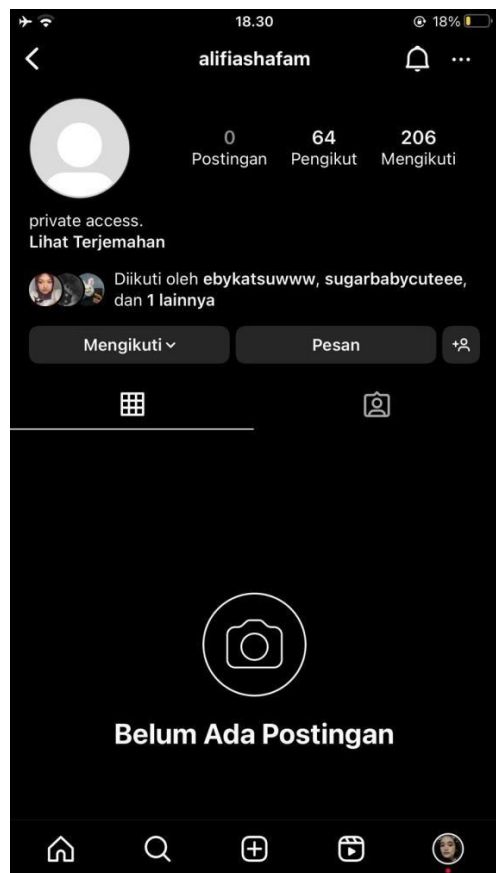 18.30
18%
alifiashafam
0
64
206
Postingan
Pengikut
Mengikuti
private access.
Lihat Terjemahan
Diikuti oleh ebykatsuwww, sugarbabycuteee,
dan 1 lainnya
Mengikuti
Pesan
Belum Ada Postingan